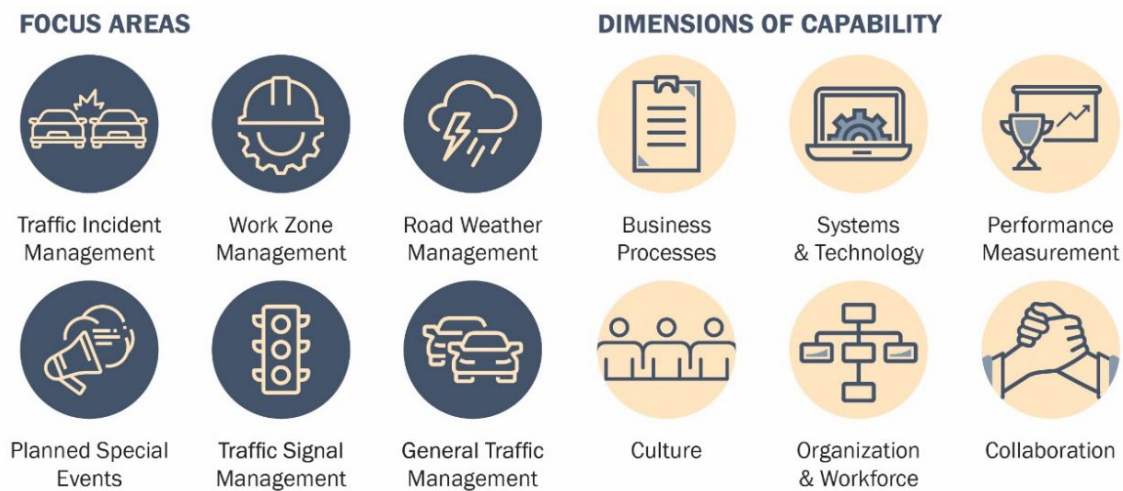 FOCUS AREAS
Traffic Incident
Management
Work Zone
Management
Road Weather
Management
Planned Special
Events
Traffic Signal
Management
General Traffic
Management
DIMENSIONS OF CAPABILITY
Business
Processes
Systems
& Technology
Performance
Measurement
Culture
Organization
& Workforce
Collaboration